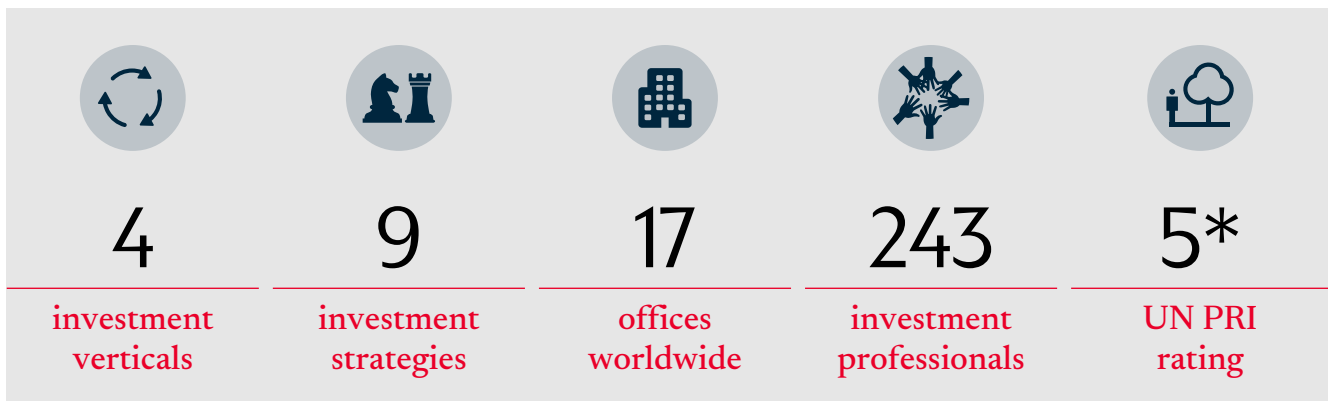 4
investment
verticals
9
investment
strategies
17
offices
worldwide
243
investment
professionals
5*
UN PRI
rating